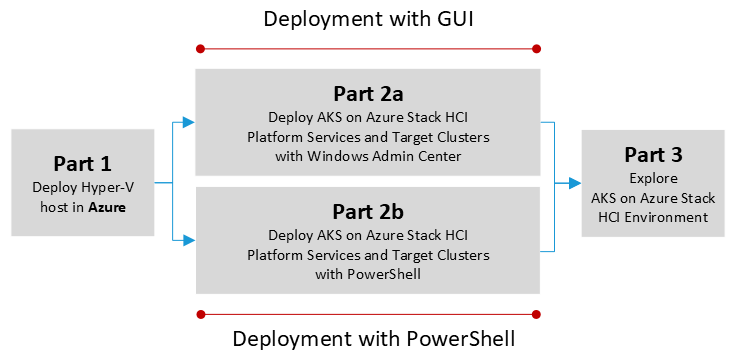 Deployment with GUI
Part 1
Deploy Hyper-V
host in Azure
Part 2a
Deploy AKS on Azure Stack HCI
Platform Services and Target Clusters
with Windows Admin Center
Part 2b
Deploy AKS on Azure Stack HCI
Platform Services and Target Clusters
with PowerShell
Part 3
Explore
AKS on Azure Stack
HCI Environment
Deployment with PowerShell